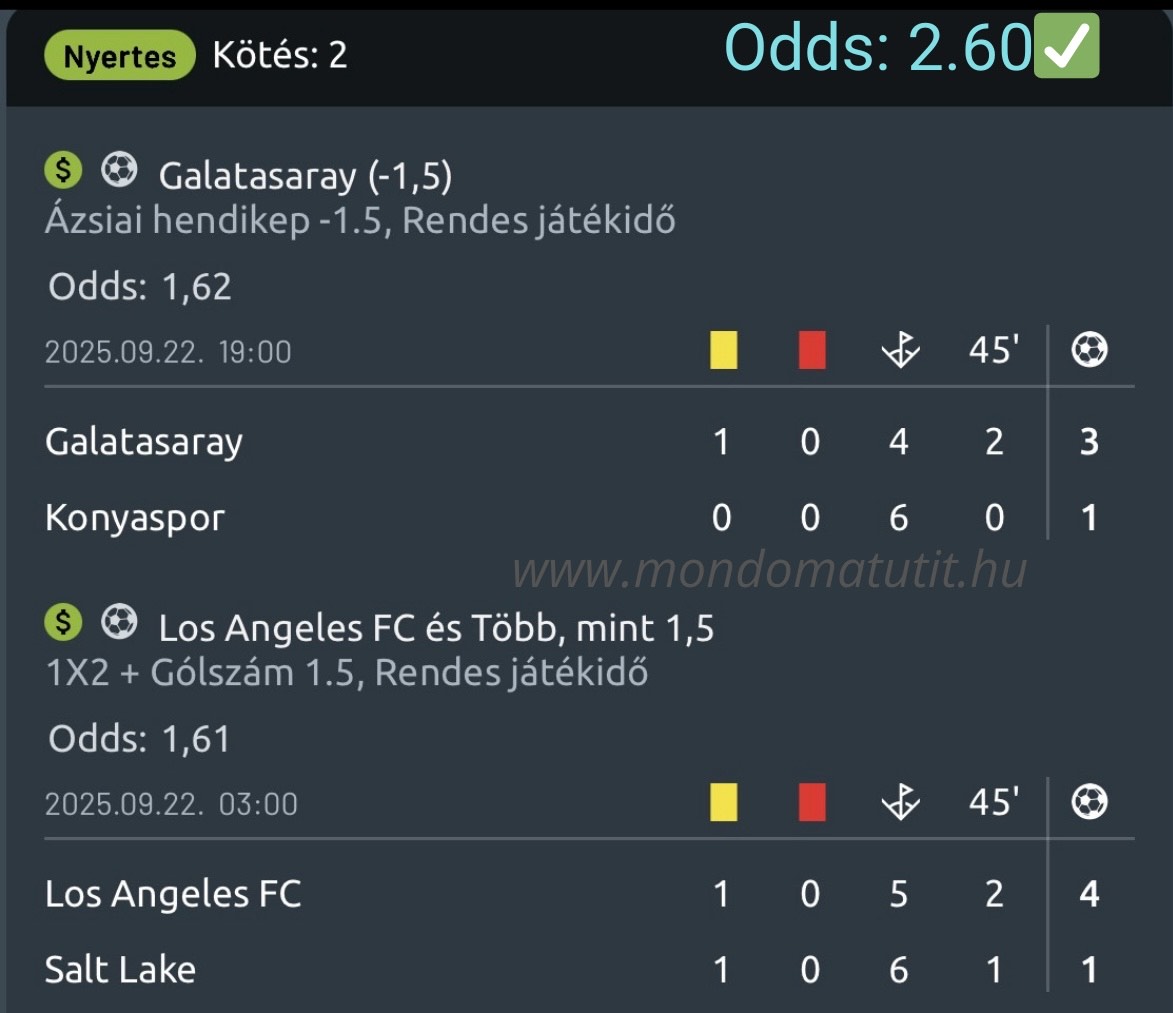 Nyertes Kötés: 2 Odds: 2.60
$ Galatasaray (-1,5)
Ázsiai hendikep -1.5, Rendes játékidő
Odds: 1,62
2025.09.22. 19:00 45'
Galatasaray 1 0 4 2 3
Konyaspor 0 0 6 0 1
www.mondomatutit.hu
$ Los Angeles FC és Több, mint 1,5
1X2 + Gólszám 1.5, Rendes játékidő
Odds: 1,61
2025.09.22. 03:00 45'
Los Angeles FC 1 0 5 2 4
Salt Lake 1 0 6 1 1